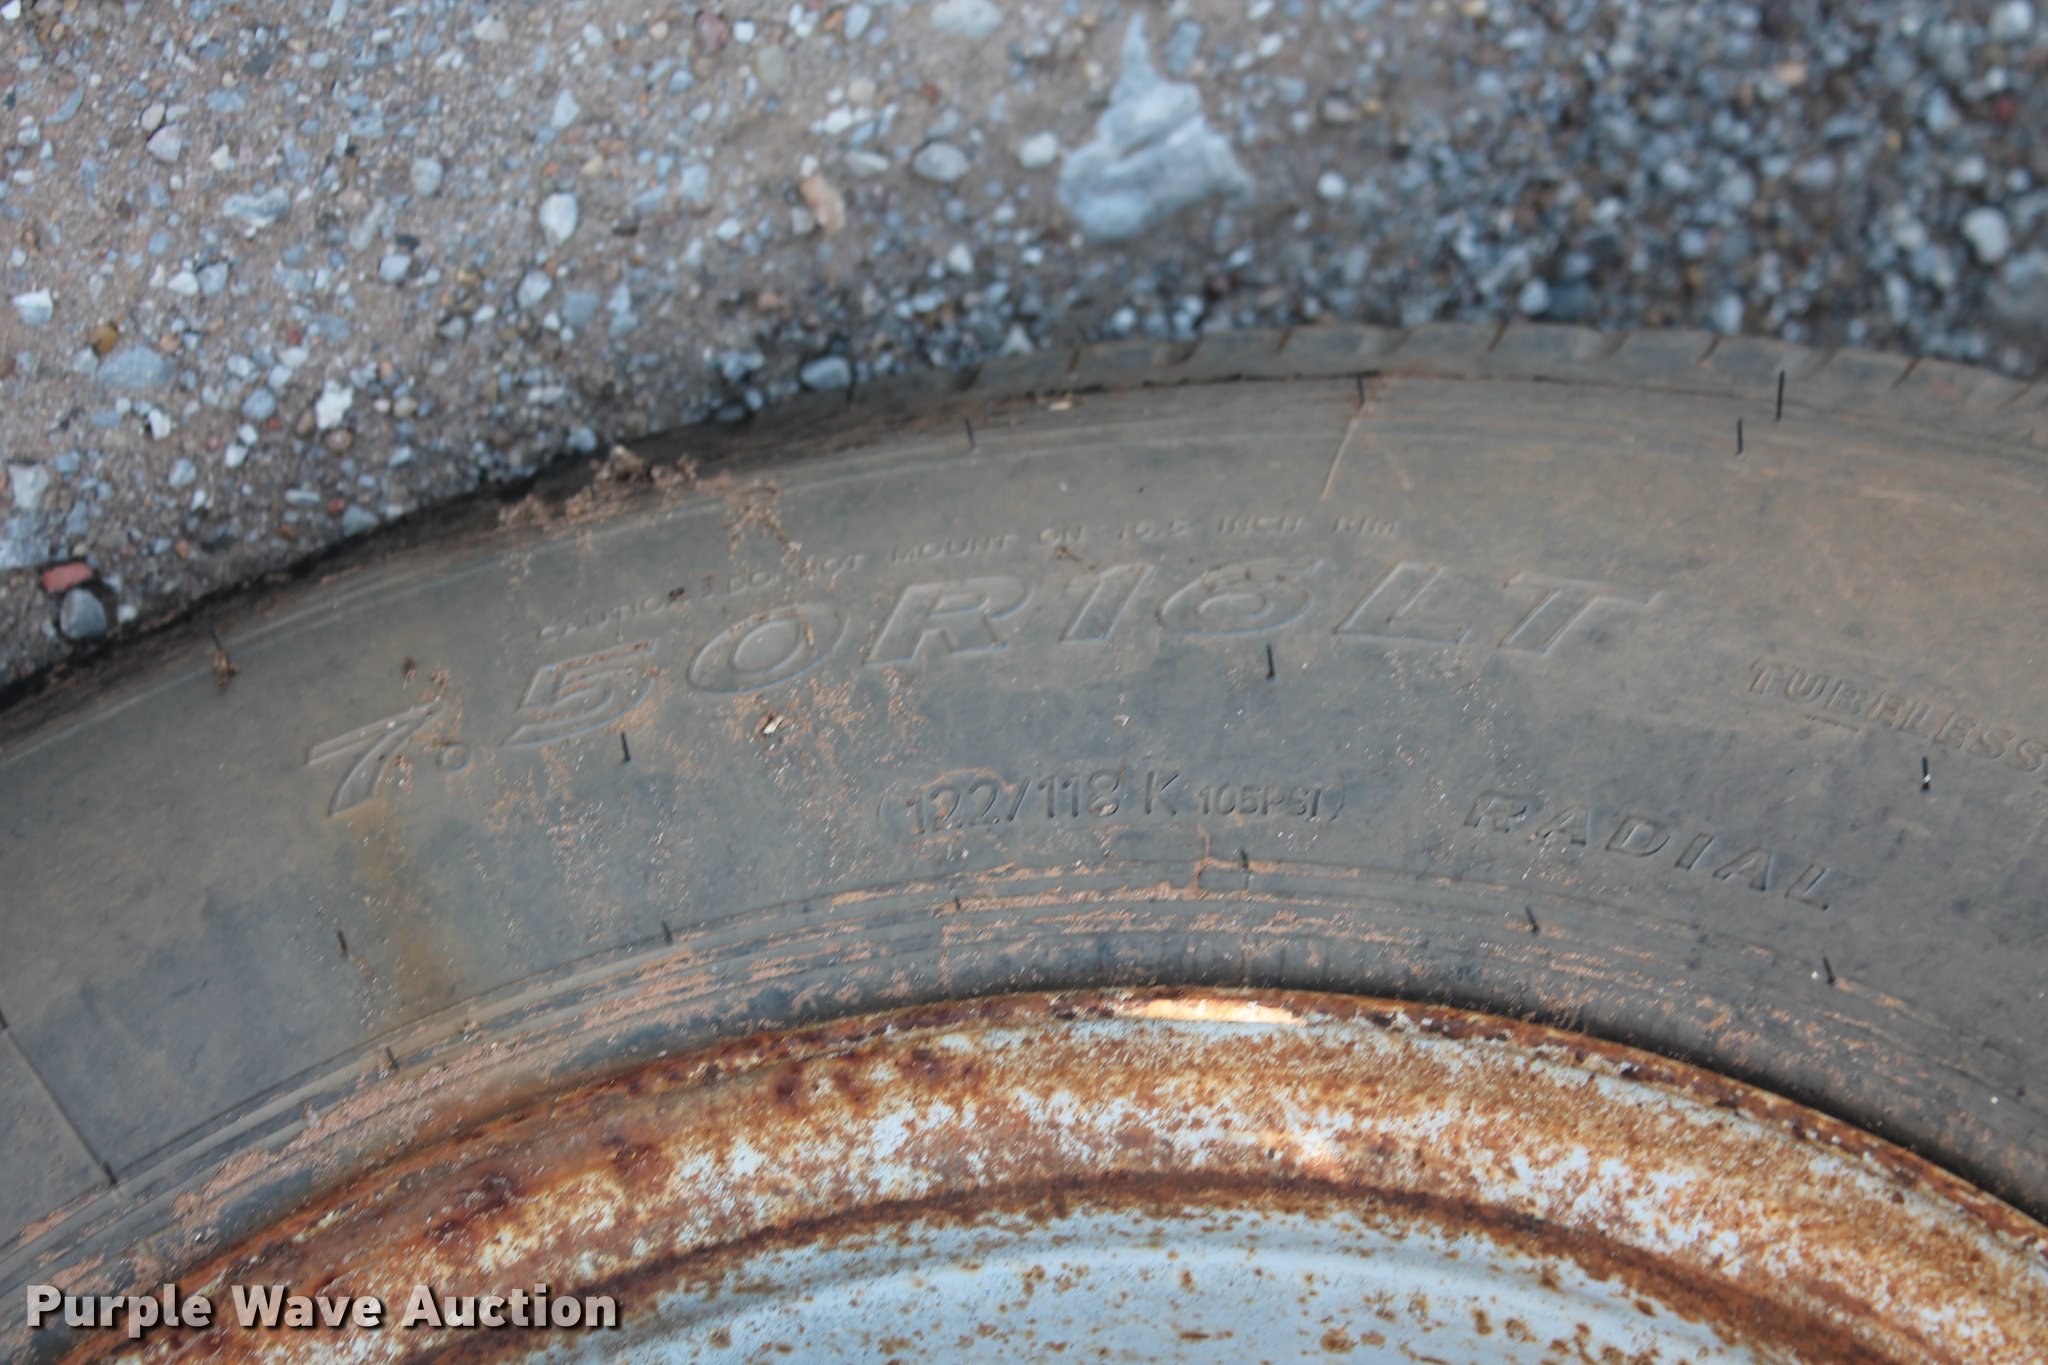 CAUTION : DO NOT MOUNT ON 16.5 INCH RIM
7.50R16LT
TUBELESS
(122/118 K 105PSI)
RADIAL
Purple Wave Auction